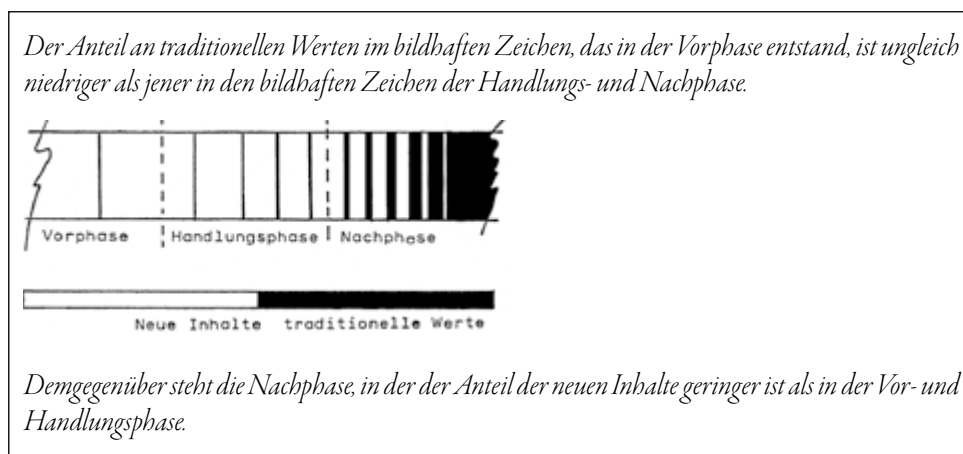 Der Anteil an traditionellen Werten im bildhaften Zeichen, das in der Vorphase entstand, ist ungleich
niedriger als jener in den bildhaften Zeichen der Handlungs- und Nachphase.
Vorphase Handlungsphase Nachphase
Neue Inhalte traditionelle Werte
Demgegenüber steht die Nachphase, in der der Anteil der neuen Inhalte geringer ist als in der Vor- und
Handlungsphase.